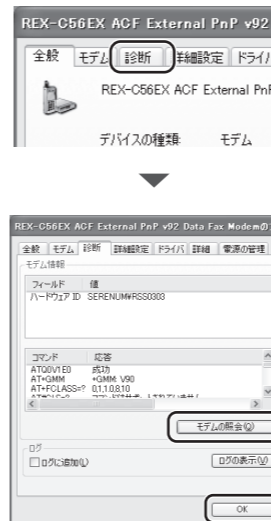 REX-C56EX ACF External PnP v92
全般 モデム 診断 詳細設定 ドライバ
REX-C56EX ACF External PnP
デバイスの種類: モデム
REX-C56EX ACF External PnP v92 Data Fax Modemの
全般 モデム 診断 詳細設定 ドライバ 詳細 電源の管理
モデム情報
フィールド 値
ハードウェア ID SERENUM¥RSS0303
コマンド 応答
ATQ0V1E0 成功
AT+GMM +GMM: V90
AT+FCLASS=? 0,1,1.0,8,10
モデムの照会(Q)
ログ
ログに追加(L) ログの表示(V)
OK